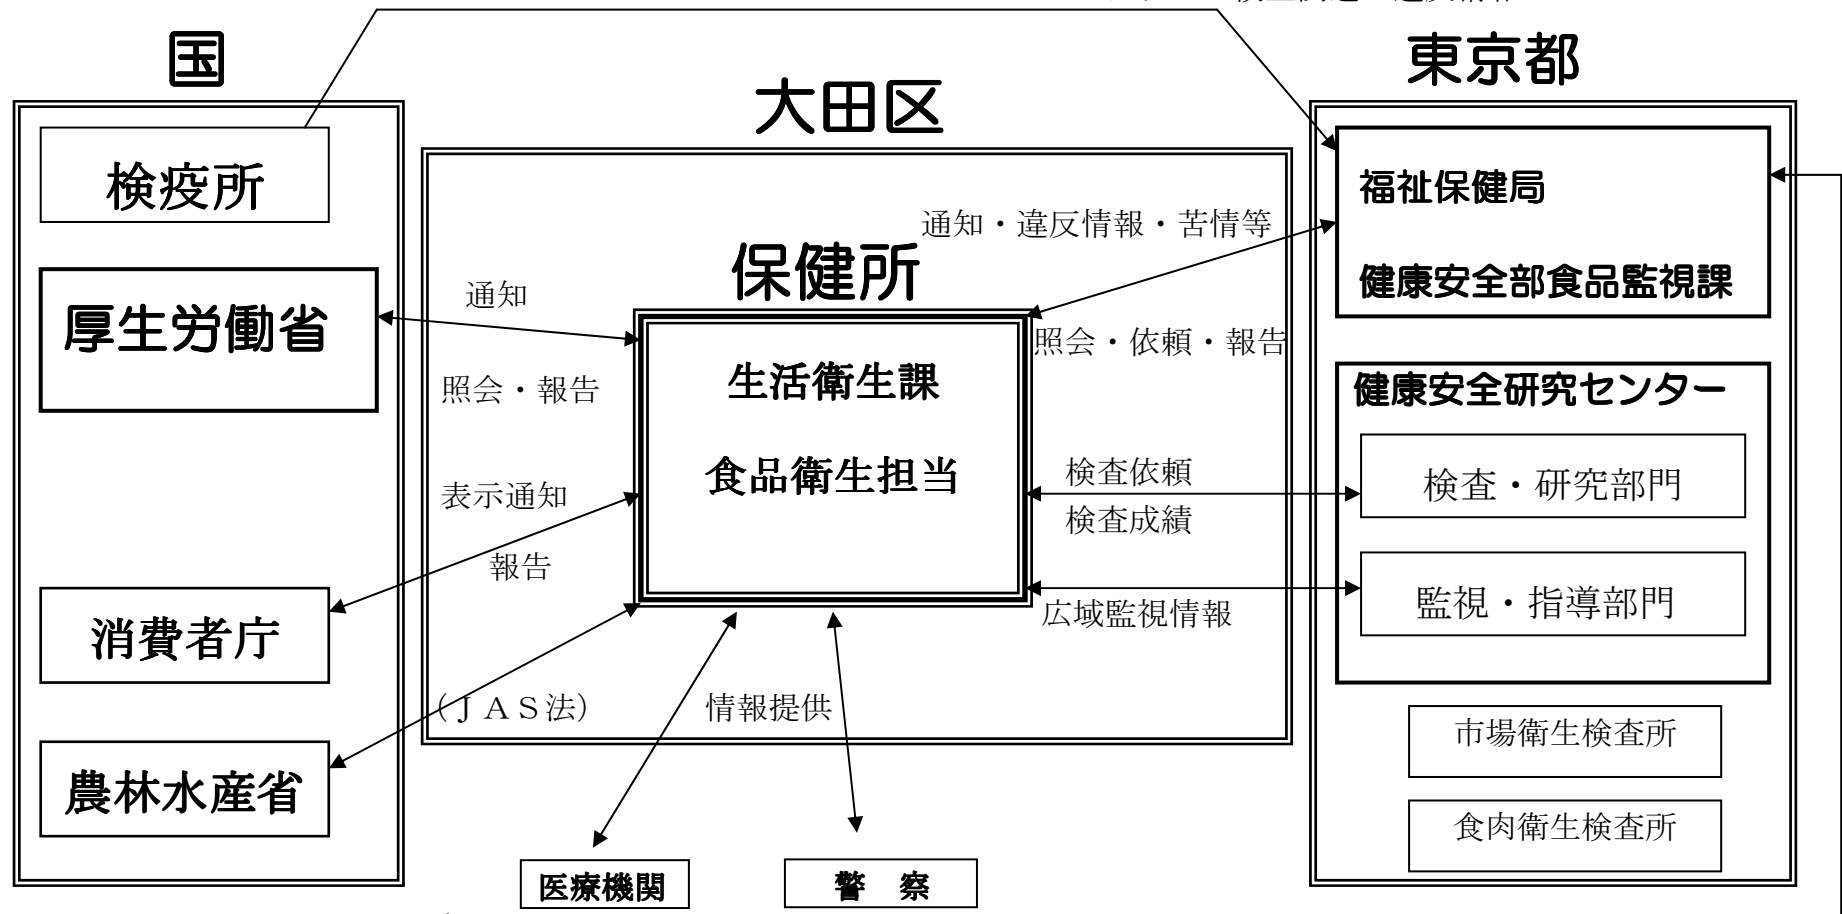 国
検疫所
厚生労働省
消費者庁
農林水産省
大田区
保健所
生活衛生課
食品衛生担当
通知
照会・報告
表示通知
報告
（ＪＡＳ法）
情報提供
通知・違反情報・苦情等
照会・依頼・報告
検査依頼
検査成績
広域監視情報
医療機関
警　察
東京都
福祉保健局
健康安全部食品監視課
健康安全研究センター
検査・研究部門
監視・指導部門
市場衛生検査所
食肉衛生検査所